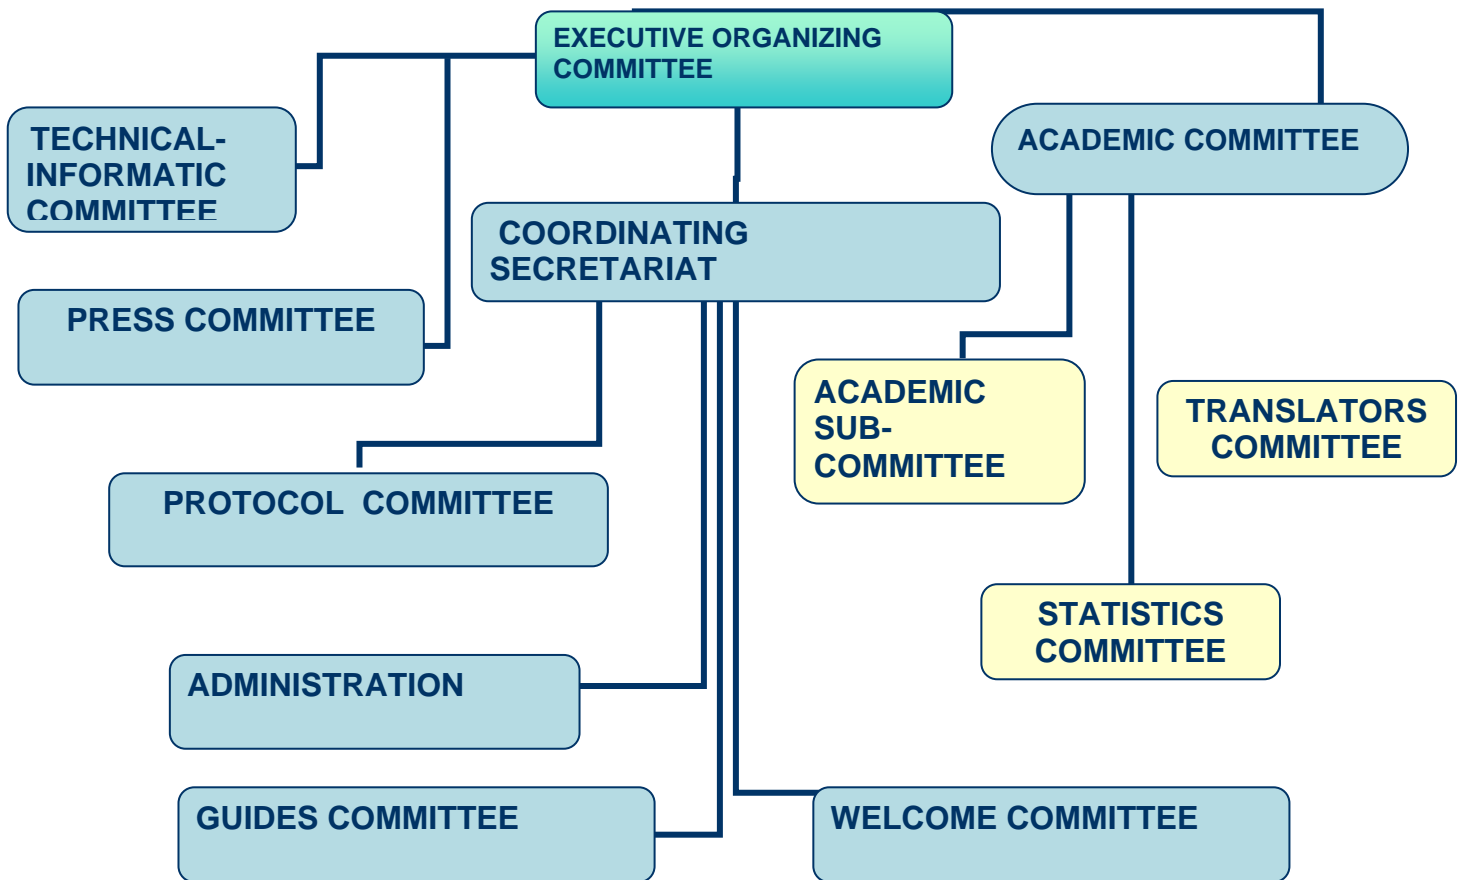 EXECUTIVE ORGANIZING
COMMITTEE
TECHNICAL-
INFORMATIC
COMMITTEE
ACADEMIC COMMITTEE
COORDINATING
SECRETARIAT
PRESS COMMITTEE
ACADEMIC
SUB-
COMMITTEE
TRANSLATORS
COMMITTEE
PROTOCOL COMMITTEE
STATISTICS
COMMITTEE
ADMINISTRATION
GUIDES COMMITTEE
WELCOME COMMITTEE